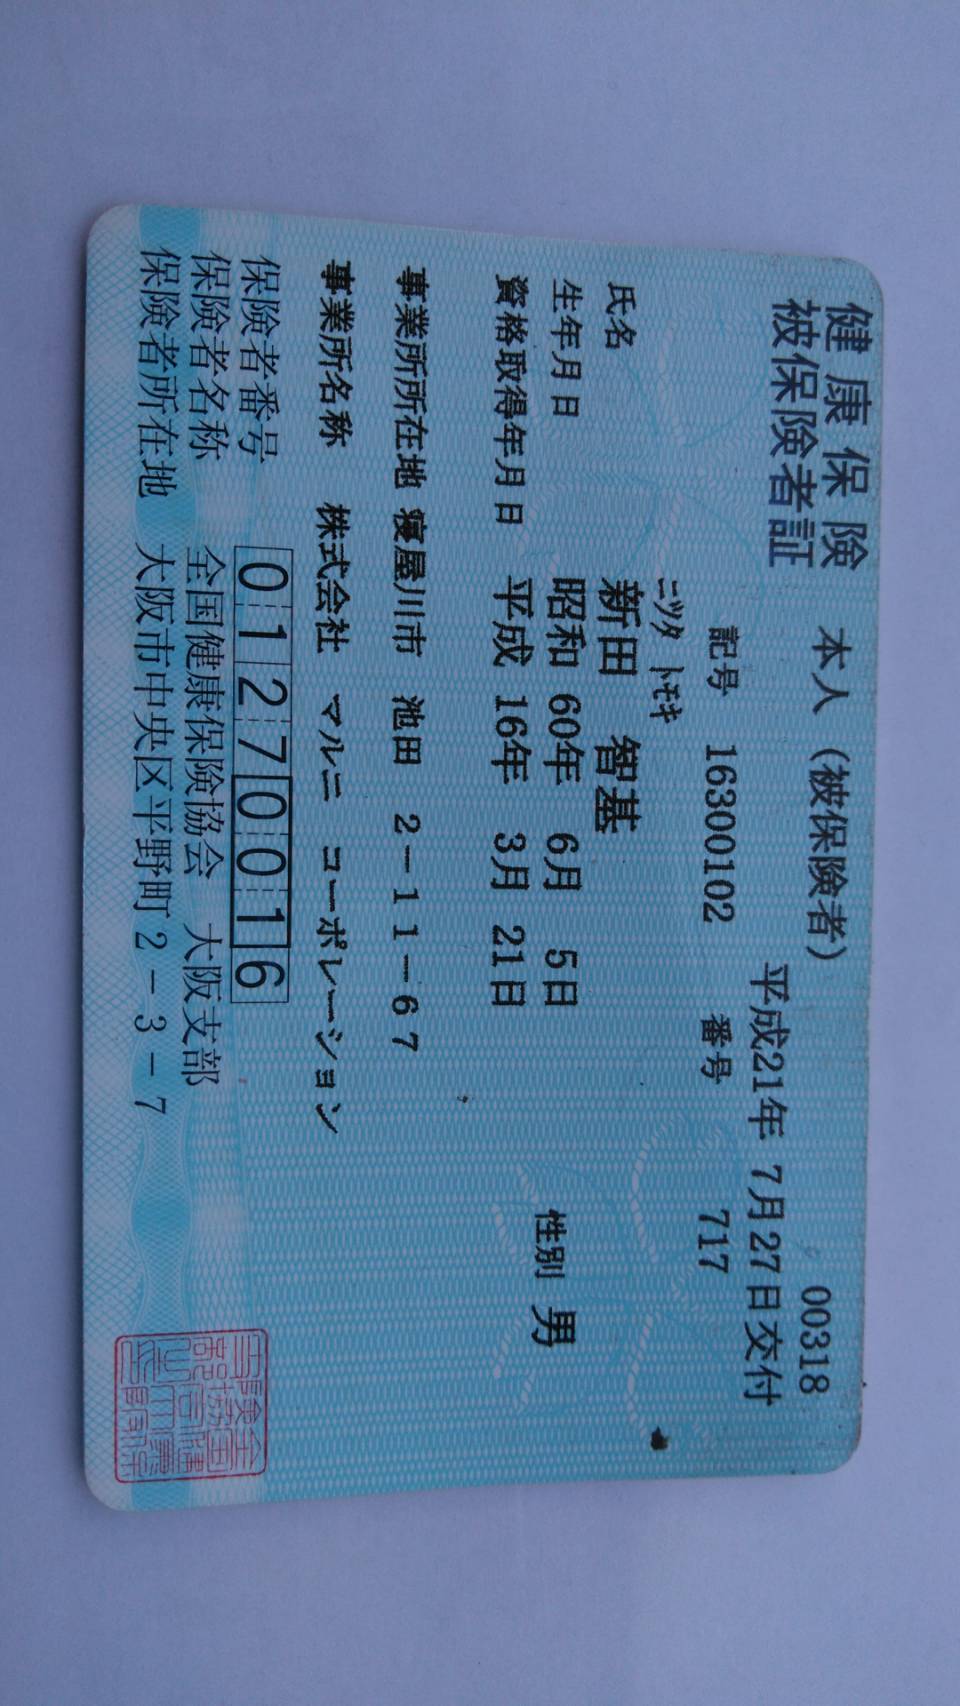 健康保険 本人（被保険者） 00318
被保険者証 平成21年 7月27日交付
記号 16300102 番号 717
ニツタ トモキ
氏名 新田 智基
生年月日 昭和 60年 6月 5日 性別 男
資格取得年月日 平成 16年 3月 21日
事業所所在地 寝屋川市 池田 2－11－67
事業所名称 株式会社 マルニ コーポレーション
保険者番号 01270016
保険者名称 全国健康保険協会 大阪支部
保険者所在地 大阪市中央区平野町2－3－7